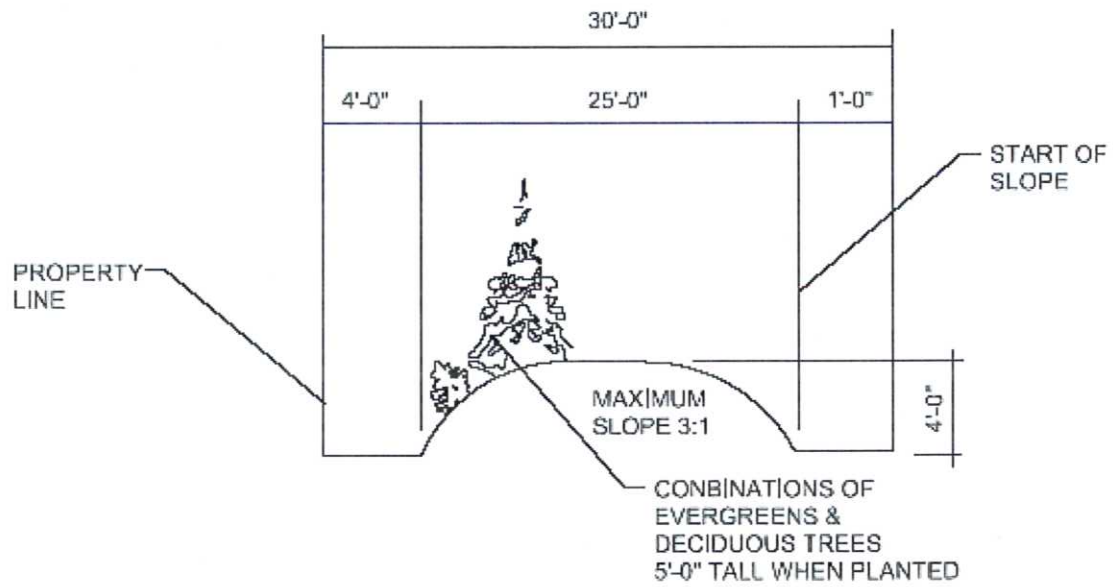 30'-0"
4'-0"
25'-0"
1'-0"
START OF
SLOPE
PROPERTY
LINE
MAXIMUM
SLOPE 3:1
4'-0"
CONBINATIONS OF
EVERGREENS &
DECIDUOUS TREES
5'-0" TALL WHEN PLANTED